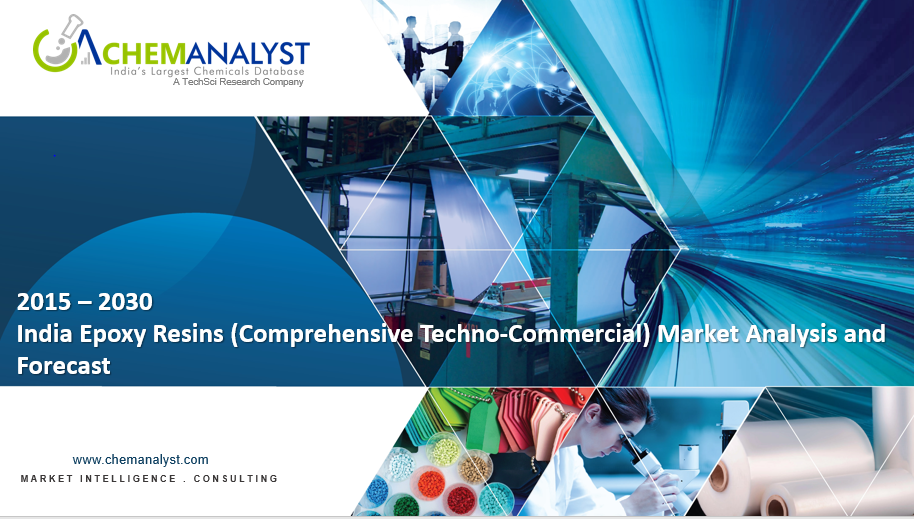 CHEMANALYST
India's Largest Chemicals Database
A TechSci Research Company
2015 – 2030
India Epoxy Resins (Comprehensive Techno-Commercial) Market Analysis and
Forecast
www.chemanalyst.com
MARKET INTELLIGENCE . CONSULTING